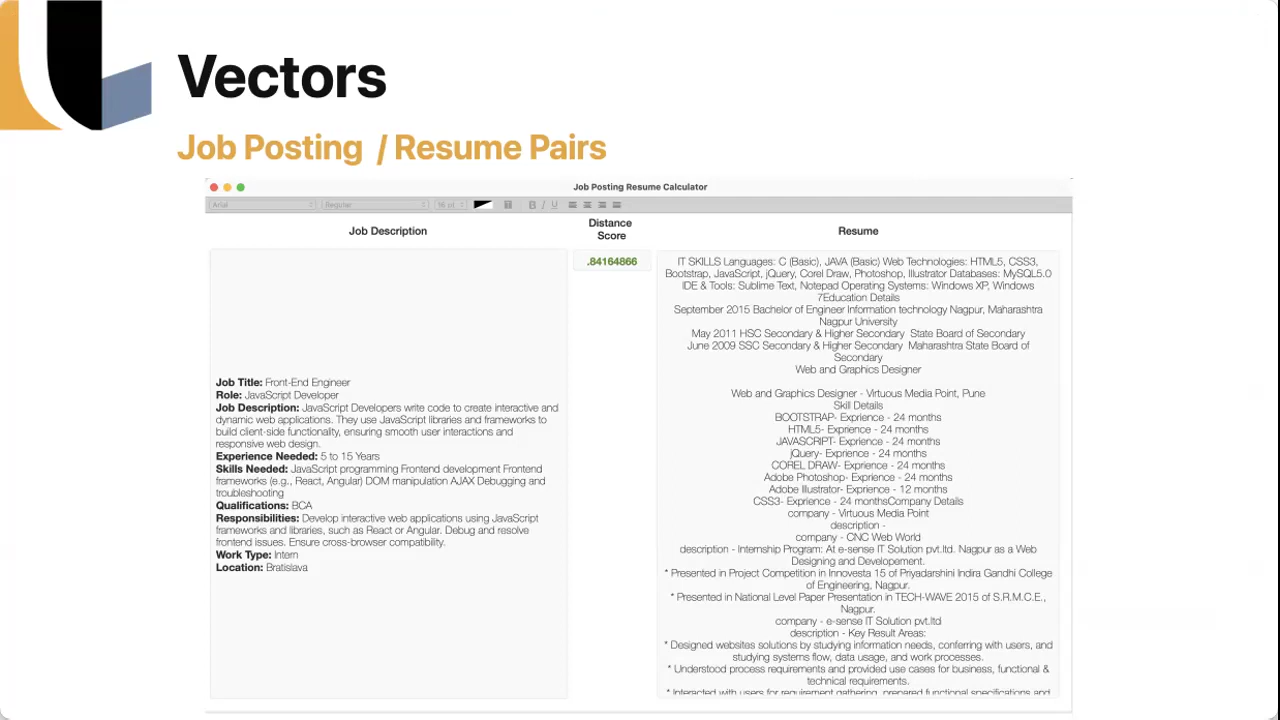 Vectors
Job Posting / Resume Pairs
Job Posting Resume Calculator
Arial
Regular
16 pt
B I U
Job Description
Distance
Score
Resume
.84164866
Job Title: Front-End Engineer
Role: JavaScript Developer
Job Description: JavaScript Developers write code to create interactive and
dynamic web applications. They use JavaScript libraries and frameworks to
build client-side functionality, ensuring smooth user interactions and
responsive web design.
Experience Needed: 5 to 15 Years
Skills Needed: JavaScript programming Frontend development Frontend
frameworks (e.g., React, Angular) DOM manipulation AJAX Debugging and
troubleshooting
Qualifications: BCA
Responsibilities: Develop interactive web applications using JavaScript
frameworks and libraries, such as React or Angular. Debug and resolve
frontend issues. Ensure cross-browser compatibility.
Work Type: Intern
Location: Bratislava
IT SKILLS Languages: C (Basic), JAVA (Basic) Web Technologies: HTML5, CSS3,
Bootstrap, JavaScript, jQuery, Corel Draw, Photoshop, Illustrator Databases: MySQL5.0
IDE & Tools: Sublime Text, Notepad Operating Systems: Windows XP, Windows
7Education Details
September 2015 Bachelor of Engineer Information technology Nagpur, Maharashtra
Nagpur University
May 2011 HSC Secondary & Higher Secondary State Board of Secondary
June 2009 SSC Secondary & Higher Secondary Maharashtra State Board of
Secondary
Web and Graphics Designer
Web and Graphics Designer - Virtuous Media Point, Pune
Skill Details
BOOTSTRAP- Exprience - 24 months
HTML5- Exprience - 24 months
JAVASCRIPT- Exprience - 24 months
jQuery- Exprience - 24 months
COREL DRAW- Exprience - 24 months
Adobe Photoshop- Exprience - 24 months
Adobe Illustrator- Exprience - 12 months
CSS3- Exprience - 24 monthsCompany Details
company - Virtuous Media Point
description -
company - CNC Web World
description - Internship Program: At e-sense IT Solution pvt.ltd. Nagpur as a Web
Designing and Developement.
* Presented in Project Competition in Innovesta 15 of Priyadarshini Indira Gandhi College
of Engineering, Nagpur.
* Presented in National Level Paper Presentation in TECH-WAVE 2015 of S.R.M.C.E.,
Nagpur.
company - e-sense IT Solution pvt.ltd
description - Key Result Areas:
* Designed websites solutions by studying information needs, conferring with users, and
studying systems flow, data usage, and work processes.
* Understood process requirements and provided use cases for business, functional &
technical requirements.
* Interacted with users for requirement gathering, prepared functional specifications and